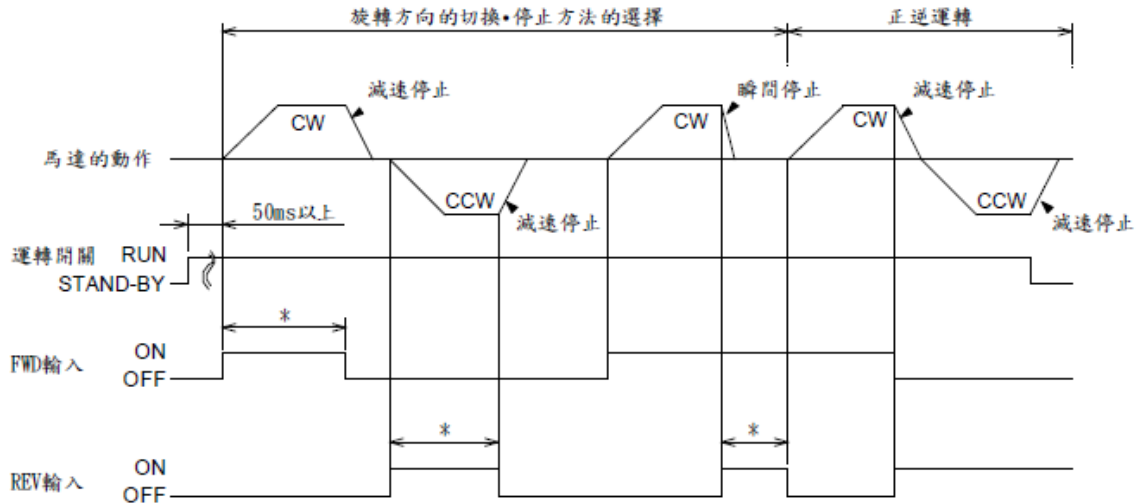 旋轉方向的切換•停止方法的選擇
正逆運轉
減速停止
瞬間停止
減速停止
CW
CW
CW
馬達的動作
CCW
減速停止
CCW
減速停止
50ms以上
運轉開關 RUN
STAND-BY
*
FWD輸入 ON
OFF
*
*
REV輸入 ON
OFF